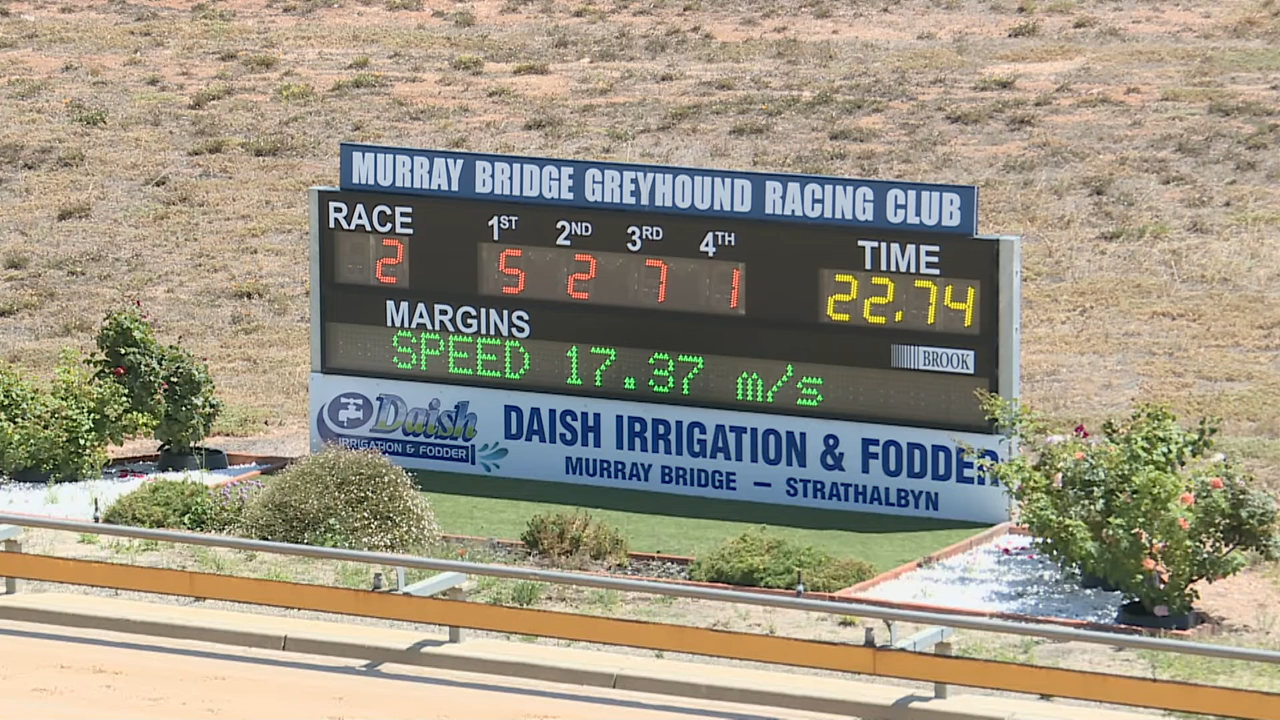 MURRAY BRIDGE GREYHOUND RACING CLUB
RACE 1ST 2ND 3RD 4TH TIME
2 5 2 7 1 22.74
MARGINS
SPEED 17.37 m/s
BROOK
Daish
IRRIGATION & FODDER
DAISH IRRIGATION & FODDER
MURRAY BRIDGE – STRATHALBYN